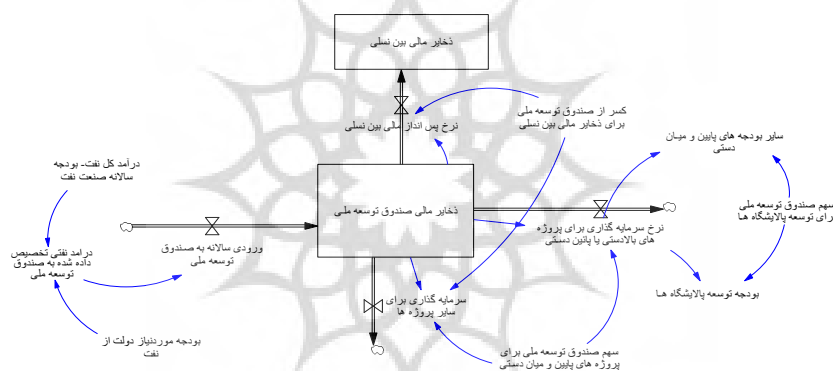 ذخایر مالی بین نسلی
کسر از صندوق توسعه ملی
برای ذخایر مالی بین نسلی
نرخ پس انداز مالی بین نسلی
سایر بودجه های پایین و میان
دستی
درآمد کل نفت- بودجه
سالانه صنعت نفت
ذخایر مالی صندوق توسعه ملی
سهم صندوق توسعه ملی
برای توسعه پالایشگاه ها
نرخ سرمایه گذاری برای پروژه
های بالادستی یا پائین دستی
ورودی سالانه به صندوق
توسعه ملی
درامد نفتی تخصیص
داده شده به صندوق
توسعه ملی
بودجه توسعه پالایشگاه ها
سرمایه گذاری برای
سایر پروژه ها
بودجه موردنیاز دولت از
نفت
سهم صندوق توسعه ملی برای
پروژه های پایین و میان دستی